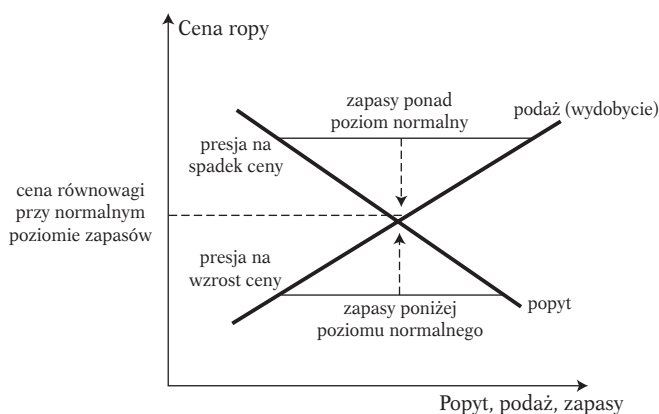 Cena ropy
zapasy ponad
poziom normalny
podaż (wydobycie)
presja na
spadek ceny
cena równowagi
przy normalnym
poziomie zapasów
presja na
wzrost ceny
zapasy poniżej
poziomu normalnego
popyt
Popyt, podaż, zapasy